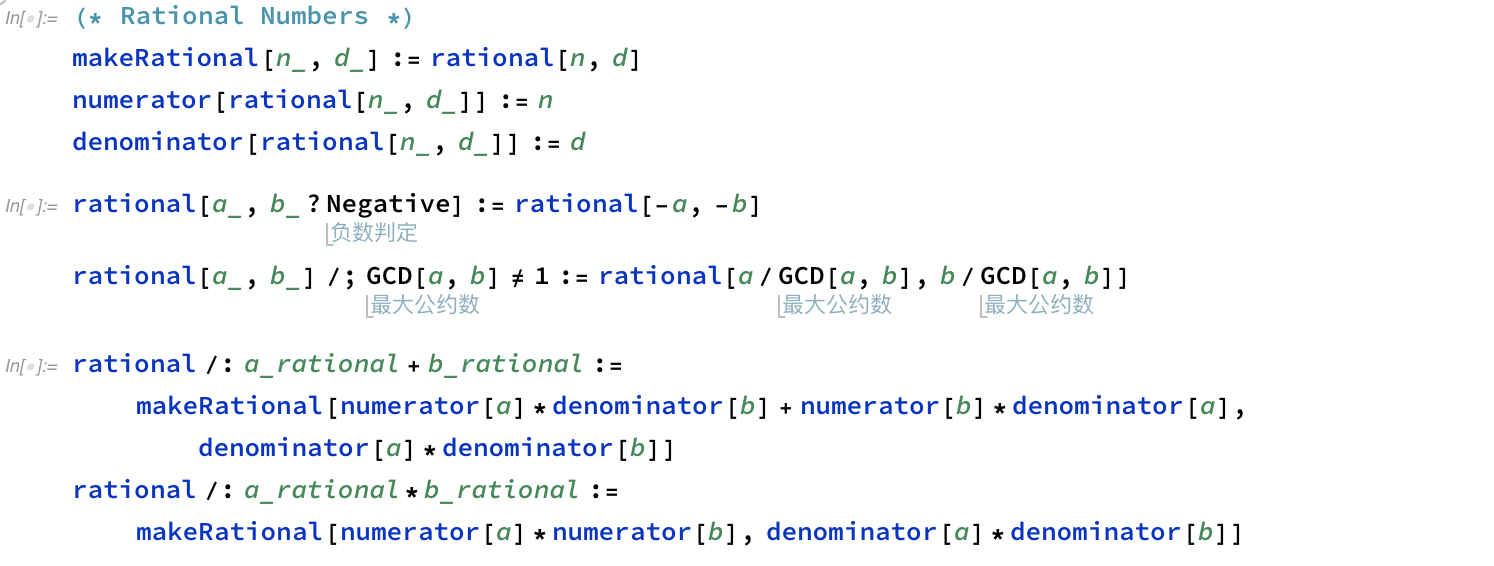 In[●]:= (* Rational Numbers *)
makeRational[n_, d_] := rational[n, d]
numerator[rational[n_, d_]] := n
denominator[rational[n_, d_]] := d
In[●]:= rational[a_, b_ ? Negative] := rational[-a, -b]
负数判定
rational[a_, b_] /; GCD[a, b] ≠ 1 := rational[a / GCD[a, b], b / GCD[a, b]]
最大公约数 最大公约数 最大公约数
In[●]:= rational /: a_rational + b_rational :=
makeRational[numerator[a] * denominator[b] + numerator[b] * denominator[a],
denominator[a] * denominator[b]]
rational /: a_rational * b_rational :=
makeRational[numerator[a] * numerator[b], denominator[a] * denominator[b]]